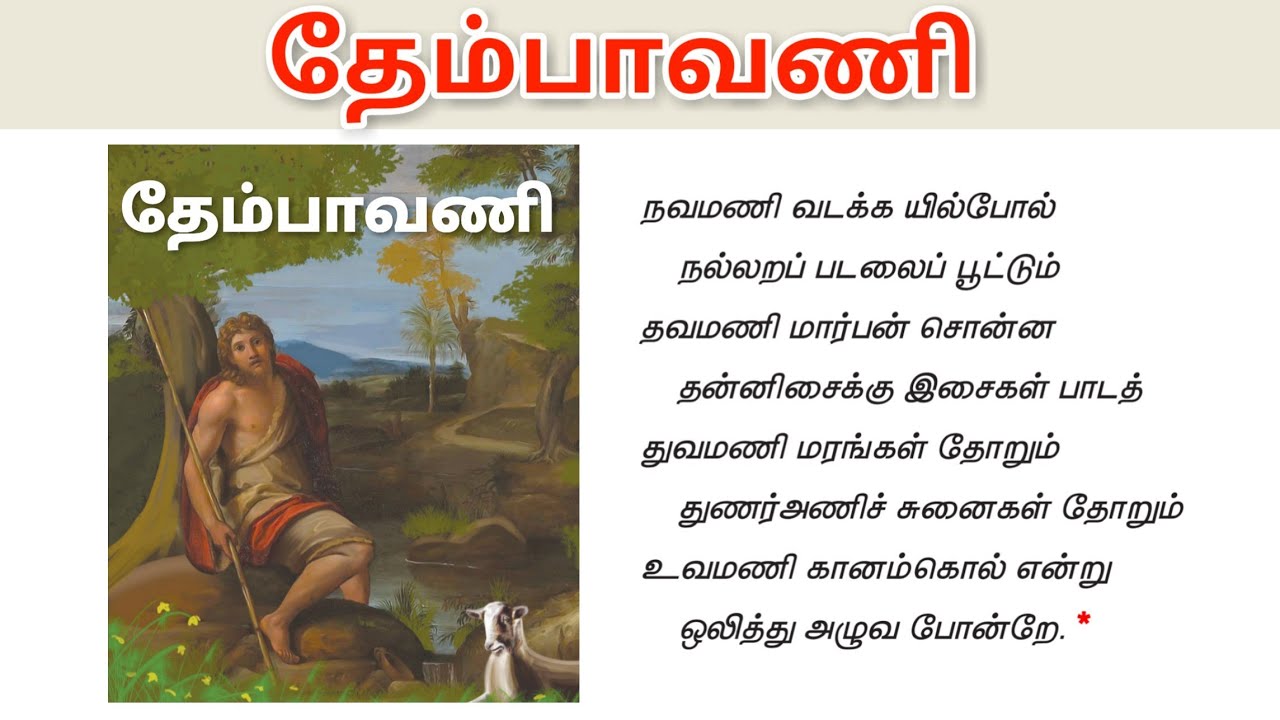 தேம்பாவணி
தேம்பாவணி
நவமணி வடக்க யில்போல்
நல்லறப் படலைப் பூட்டும்
தவமணி மார்பன் சொன்ன
தன்னிசைக்கு இசைகள் பாடத்
துவமணி மரங்கள் தோறும்
துணர்அணிச் சுனைகள் தோறும்
உவமணி கானம்கொல் என்று
ஒலித்து அழுவ போன்றே. *